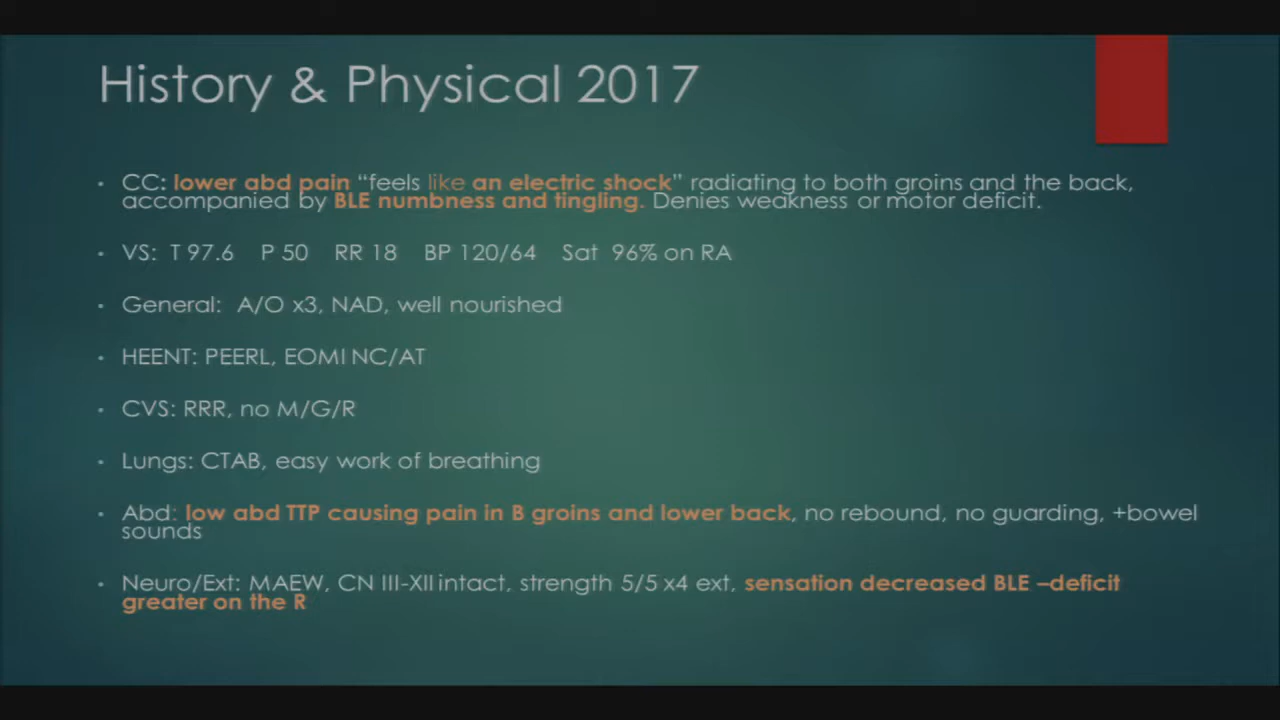 History & Physical 2017
CC: lower abd pain “feels like an electric shock” radiating to both groins and the back,
accompanied by BLE numbness and tingling. Denies weakness or motor deficit.
VS: T 97.6 P 50 RR 18 BP 120/64 Sat 96% on RA
General: A/O x3, NAD, well nourished
HEENT: PEERL, EOMI NC/AT
CVS: RRR, no M/G/R
Lungs: CTAB, easy work of breathing
Abd: low abd TTP causing pain in B groins and lower back, no rebound, no guarding, +bowel
sounds
Neuro/Ext: MAEW, CN III-XII intact, strength 5/5 x4 ext, sensation decreased BLE –deficit
greater on the R